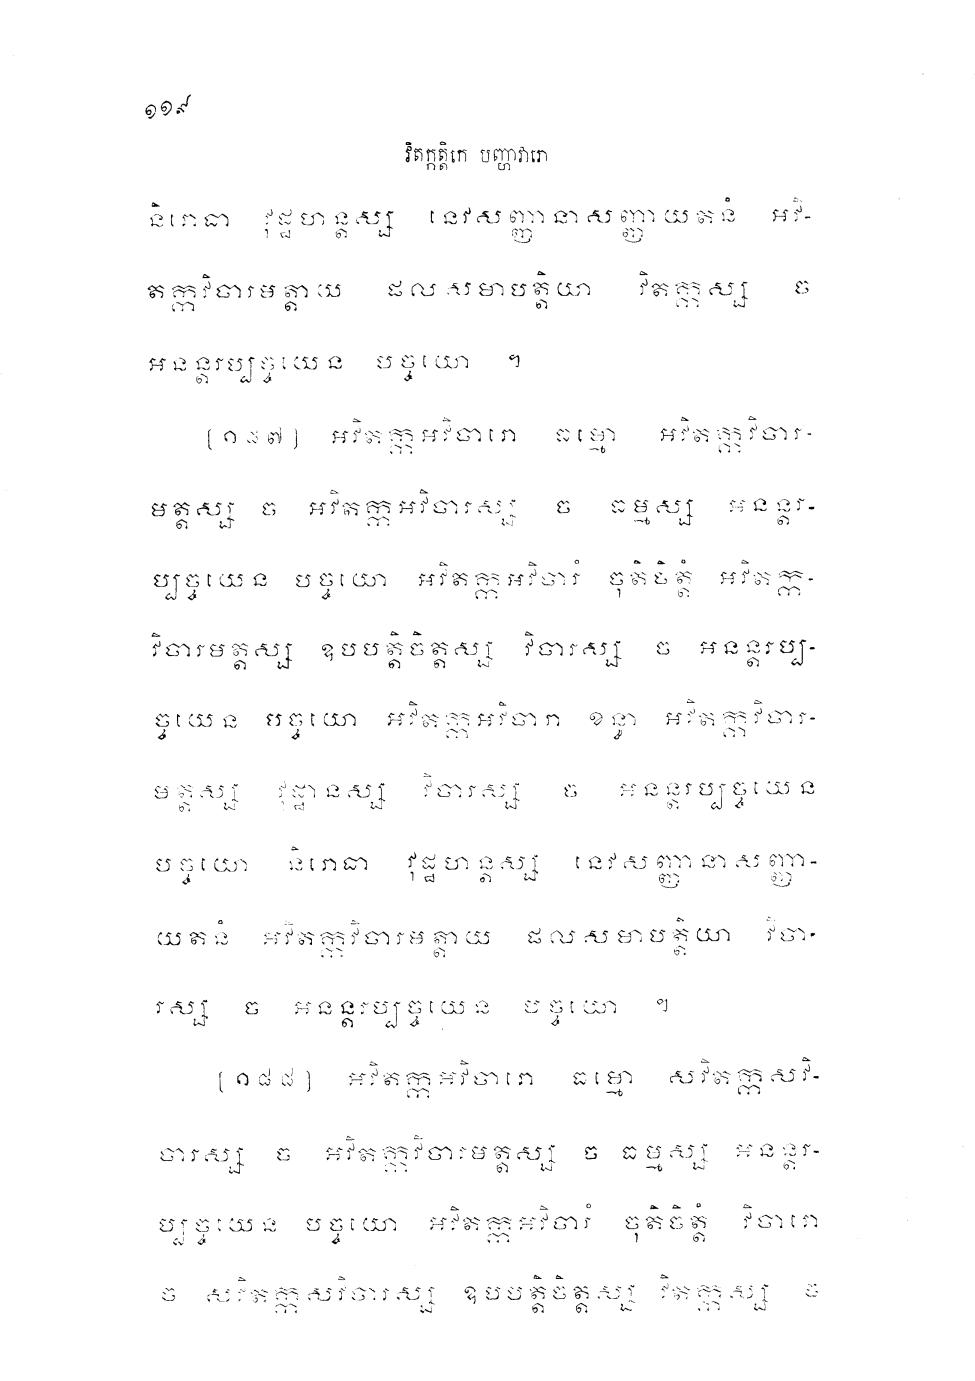 ១១៩
វិតក្កត្តិកេ បញ្ហាវារោ
និរោធា វុដ្ឋហន្តស្ស នេវសញ្ញានាសញ្ញាយតនំ អវិ-
តក្កវិចារមត្តាយ ផលសមាបត្តិយា វិតក្កស្ស ច
អនន្តរប្បច្ចយេន បច្ចយោ ។
(១៨៧) អវិតក្កអវិចារោ ធម្មោ អវិតក្កវិចារ-
មត្តស្ស ច អវិតក្កអវិចារស្ស ច ធម្មស្ស អនន្តរ-
ប្បច្ចយេន បច្ចយោ អវិតក្កអវិចារំ ចុតិចិត្តំ អវិតក្ក-
វិចារមត្តស្ស ឧបបត្តិចិត្តស្ស វិចារស្ស ច អនន្តរប្ប-
ច្ចយេន បច្ចយោ អវិតក្កអវិចារា ខន្ធា អវិតក្កវិចារ-
មត្តស្ស វុដ្ឋានស្ស វិចារស្ស ច អនន្តរប្បច្ចយេន
បច្ចយោ និរោធា វុដ្ឋហន្តស្ស នេវសញ្ញានាសញ្ញា-
យតនំ អវិតក្កវិចារមត្តាយ ផលសមាបត្តិយា វិចា-
រស្ស ច អនន្តរប្បច្ចយេន បច្ចយោ ។
(១៨៨) អវិតក្កអវិចារោ ធម្មោ សវិតក្កសវិ-
ចារស្ស ច អវិតក្កវិចារមត្តស្ស ច ធម្មស្ស អនន្តរ-
ប្បច្ចយេន បច្ចយោ អវិតក្កអវិចារំ ចុតិចិត្តំ វិចារោ
ច សវិតក្កសវិចារស្ស ឧបបត្តិចិត្តស្ស វិតក្កស្ស ច